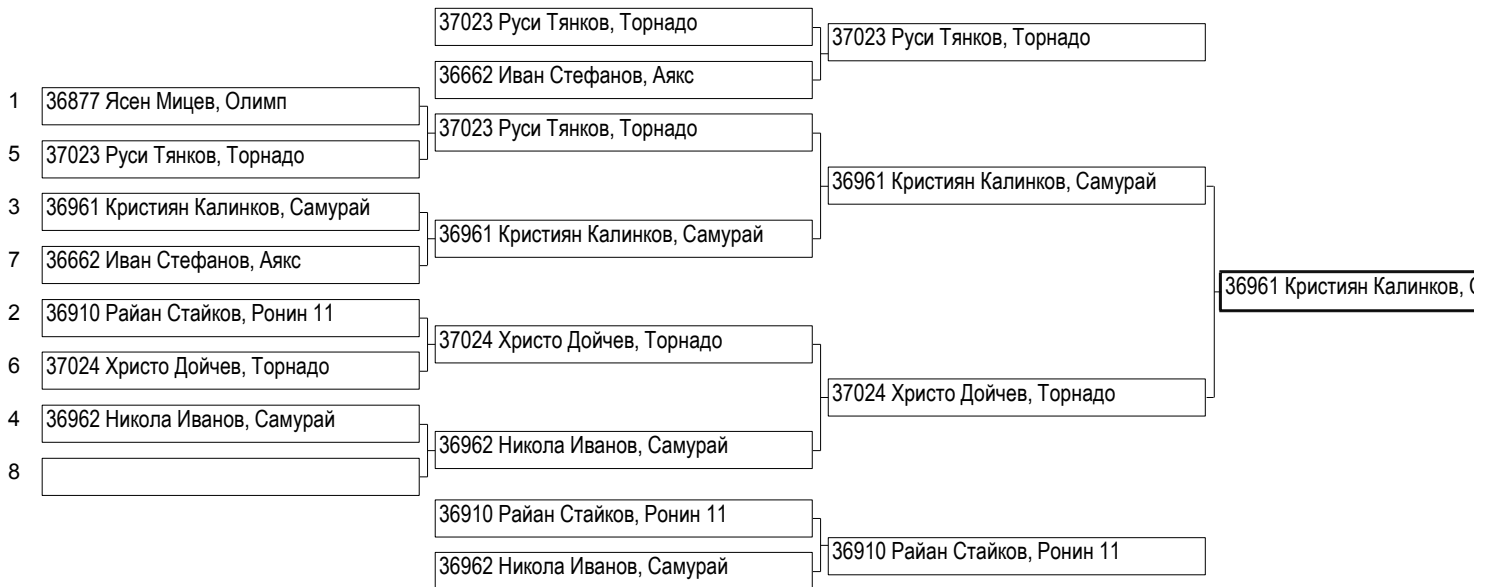 37023 Руси Тянков, Торнадо
36662 Иван Стефанов, Аякс
37023 Руси Тянков, Торнадо
1 36877 Ясен Мицев, Олимп
5 37023 Руси Тянков, Торнадо
37023 Руси Тянков, Торнадо
3 36961 Кристиян Калинков, Самурай
7 36662 Иван Стефанов, Аякс
36961 Кристиян Калинков, Самурай
36961 Кристиян Калинков, Самурай
2 36910 Райан Стайков, Ронин 11
6 37024 Христо Дойчев, Торнадо
37024 Христо Дойчев, Торнадо
4 36962 Никола Иванов, Самурай
8
36962 Никола Иванов, Самурай
37024 Христо Дойчев, Торнадо
36961 Кристиян Калинков,
36910 Райан Стайков, Ронин 11
36962 Никола Иванов, Самурай
36910 Райан Стайков, Ронин 11